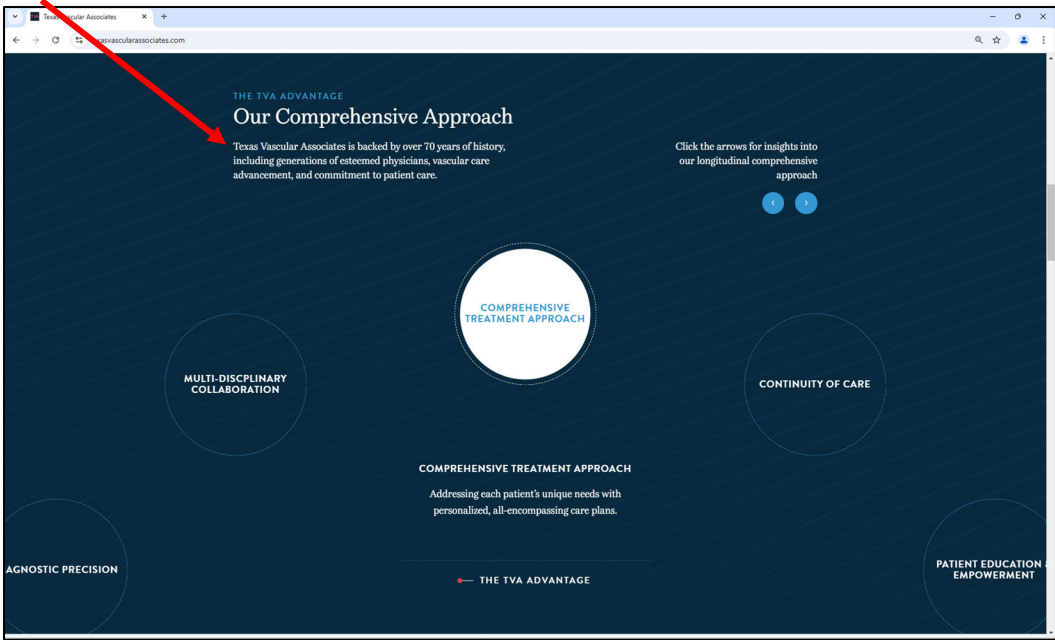 Texas Vascular Associates
texasvascularassociates.com
THE TVA ADVANTAGE
Our Comprehensive Approach
Texas Vascular Associates is backed by over 70 years of history,
including generations of esteemed physicians, vascular care
advancement, and commitment to patient care.
Click the arrows for insights into
our longitudinal comprehensive
approach
COMPREHENSIVE
TREATMENT APPROACH
MULTI-DISCPLINARY
COLLABORATION
CONTINUITY OF CARE
COMPREHENSIVE TREATMENT APPROACH
Addressing each patient's unique needs with
personalized, all-encompassing care plans.
AGNOSTIC PRECISION
PATIENT EDUCATION &
EMPOWERMENT
THE TVA ADVANTAGE